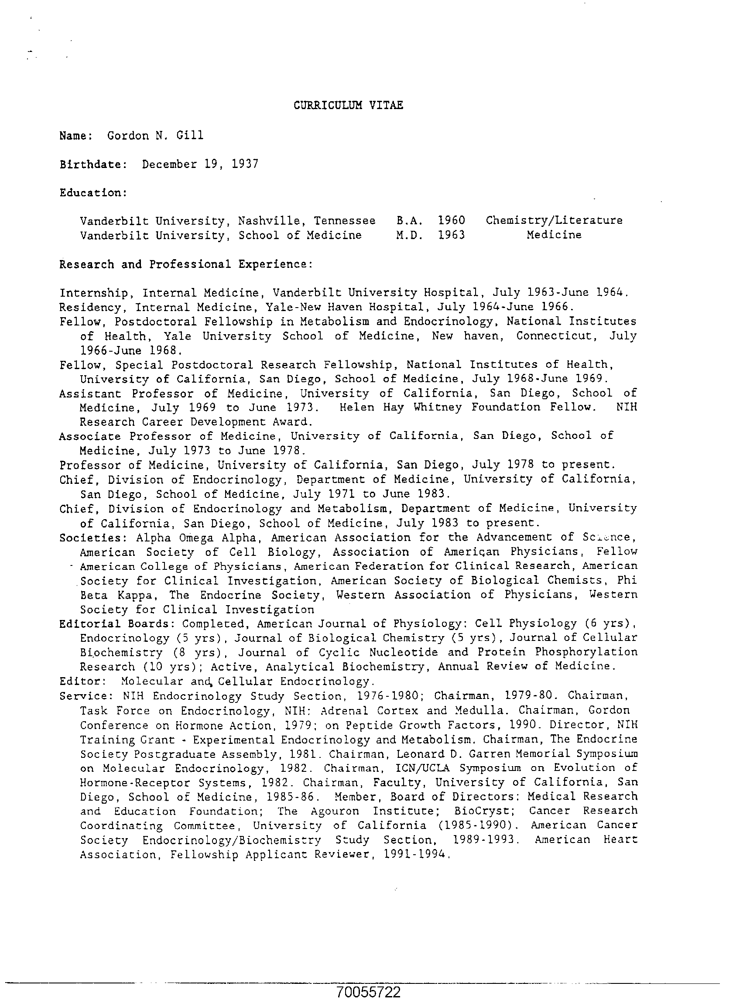 CURRICULUM VITAE
Name: Gordon N. Gill
Birthdate: December 19, 1937
Education:
Vanderbilt University, Nashville, Tennessee B.A. 1960 Chemistry/Literature
Vanderbilt University, School of Medicine M.D. 1963 Medicine
Research and Professional Experience:
Internship, Internal Medicine, Vanderbilt University Hospital, July 1963-June 1964.
Residency, Internal Medicine, Yale-New Haven Hospital, July 1964-June 1966.
Fellow, Postdoctoral Fellowship in Metabolism and Endocrinology, National Institutes
of Health, Yale University School of Medicine, New haven, Connecticut, July
1966-June 1968.
Fellow, Special Postdoctoral Research Fellowship, National Institutes of Health,
University of California, San Diego, School of Medicine, July 1968-June 1969.
Assistant Professor of Medicine, University of California, San Diego, School of
Medicine, July 1969 to June 1973. Helen Hay Whitney Foundation Fellow. NIH
Research Career Development Award.
Associate Professor of Medicine, University of California, San Diego, School of
Medicine, July 1973 to June 1978.
Professor of Medicine, University of California, San Diego, July 1978 to present.
Chief, Division of Endocrinology, Department of Medicine, University of California,
San Diego, School of Medicine, July 1971 to June 1983.
Chief, Division of Endocrinology and Metabolism, Department of Medicine, University
of California, San Diego, School of Medicine, July 1983 to present.
Societies: Alpha Omega Alpha, American Association for the Advancement of Science,
American Society of Cell Biology, Association of American Physicians, Fellow
American College of Physicians, American Federation for Clinical Research, American
Society for Clinical Investigation, American Society of Biological Chemists, Phi
Beta Kappa, The Endocrine Society, Western Association of Physicians, Western
Society for Clinical Investigation
Editorial Boards: Completed, American Journal of Physiology: Cell Physiology (6 yrs),
Endocrinology (5 yrs), Journal of Biological Chemistry (5 yrs), Journal of Cellular
Biochemistry (8 yrs), Journal of Cyclic Nucleotide and Protein Phosphorylation
Research (10 yrs); Active, Analytical Biochemistry, Annual Review of Medicine.
Editor: Molecular and Cellular Endocrinology.
Service: NIH Endocrinology Study Section, 1976-1980; Chairman, 1979-80. Chairman,
Task Force on Endocrinology, NIH: Adrenal Cortex and Medulla. Chairman, Gordon
Conference on Hormone Action, 1979; on Peptide Growth Factors, 1990. Director, NIH
Training Grant - Experimental Endocrinology and Metabolism. Chairman, The Endocrine
Society Postgraduate Assembly, 1981. Chairman, Leonard D. Garren Memorial Symposium
on Molecular Endocrinology, 1982. Chairman, ICN/UCLA Symposium on Evolution of
Hormone-Receptor Systems, 1982. Chairman, Faculty, University of California, San
Diego, School of Medicine, 1985-86. Member, Board of Directors: Medical Research
and Education Foundation; The Agouron Institute; BioCryst; Cancer Research
Coordinating Committee, University of California (1985-1990). American Cancer
Society Endocrinology/Biochemistry Study Section, 1989-1993. American Heart
Association, Fellowship Applicant Reviewer, 1991-1994.
70055722